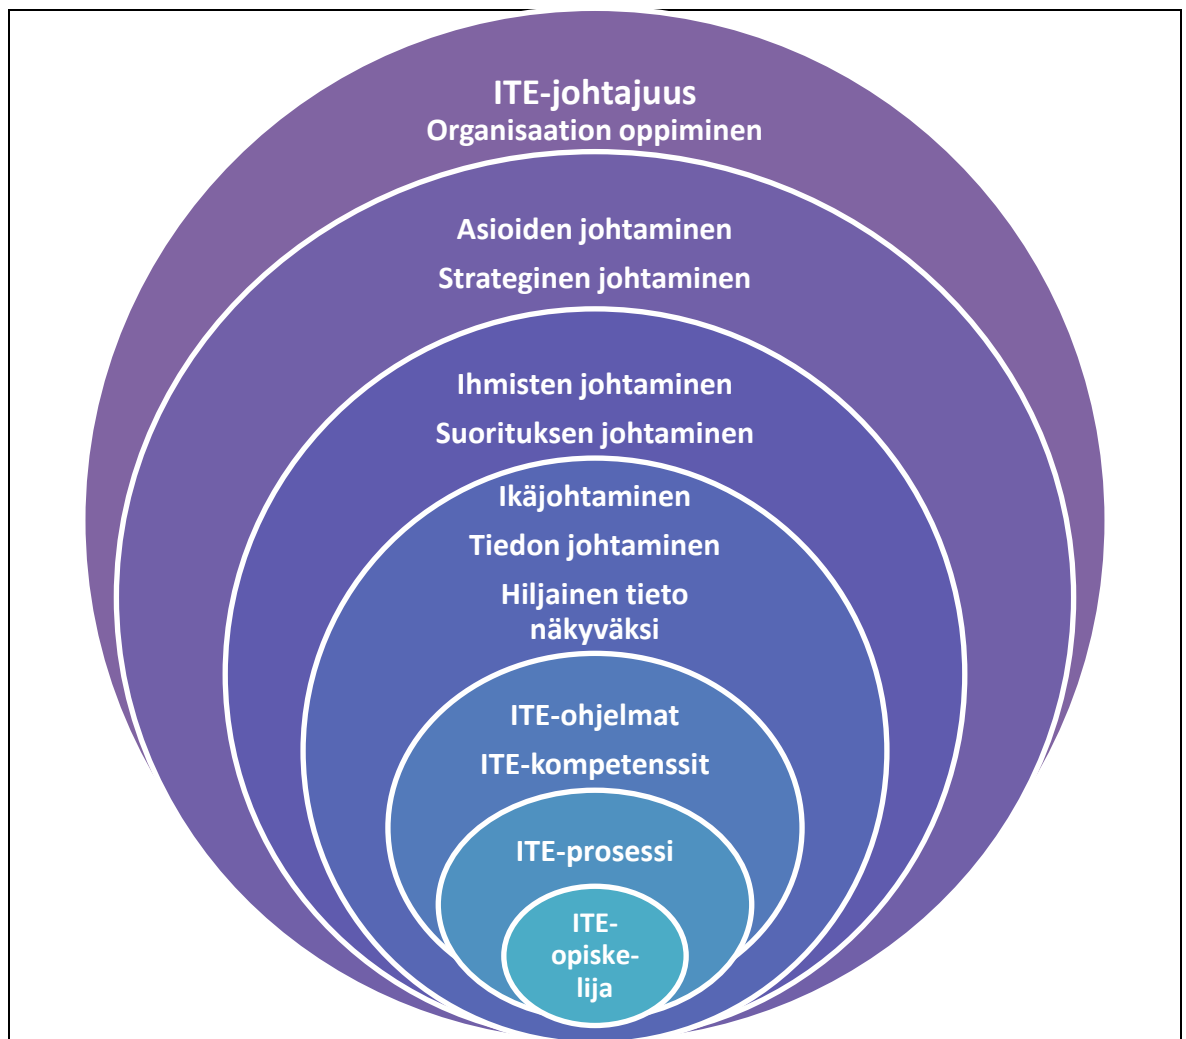 ITE-johtajuus
Organisaation oppiminen
Asioiden johtaminen
Strateginen johtaminen
Ihmisten johtaminen
Suorituksen johtaminen
Ikäjohtaminen
Tiedon johtaminen
Hiljainen tieto
näkyväksi
ITE-ohjelmat
ITE-kompetenssit
ITE-prosessi
ITE-
opiske-
lija